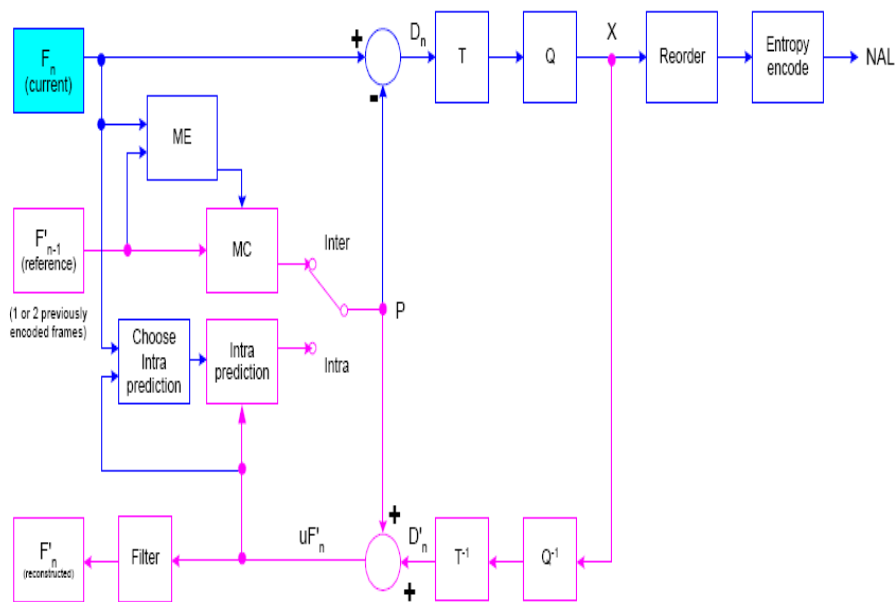 + Dn X
Fn
(current)
T
Q
Reorder
Entropy
encode
NAL
-
ME
F'n-1
(reference)
MC
Inter
(1 or 2 previously
encoded frames)
P
Choose
Intra
prediction
Intra
prediction
Intra
+
uF'n
D'n
F'n
(reconstructed)
Filter
T-1
Q-1
+